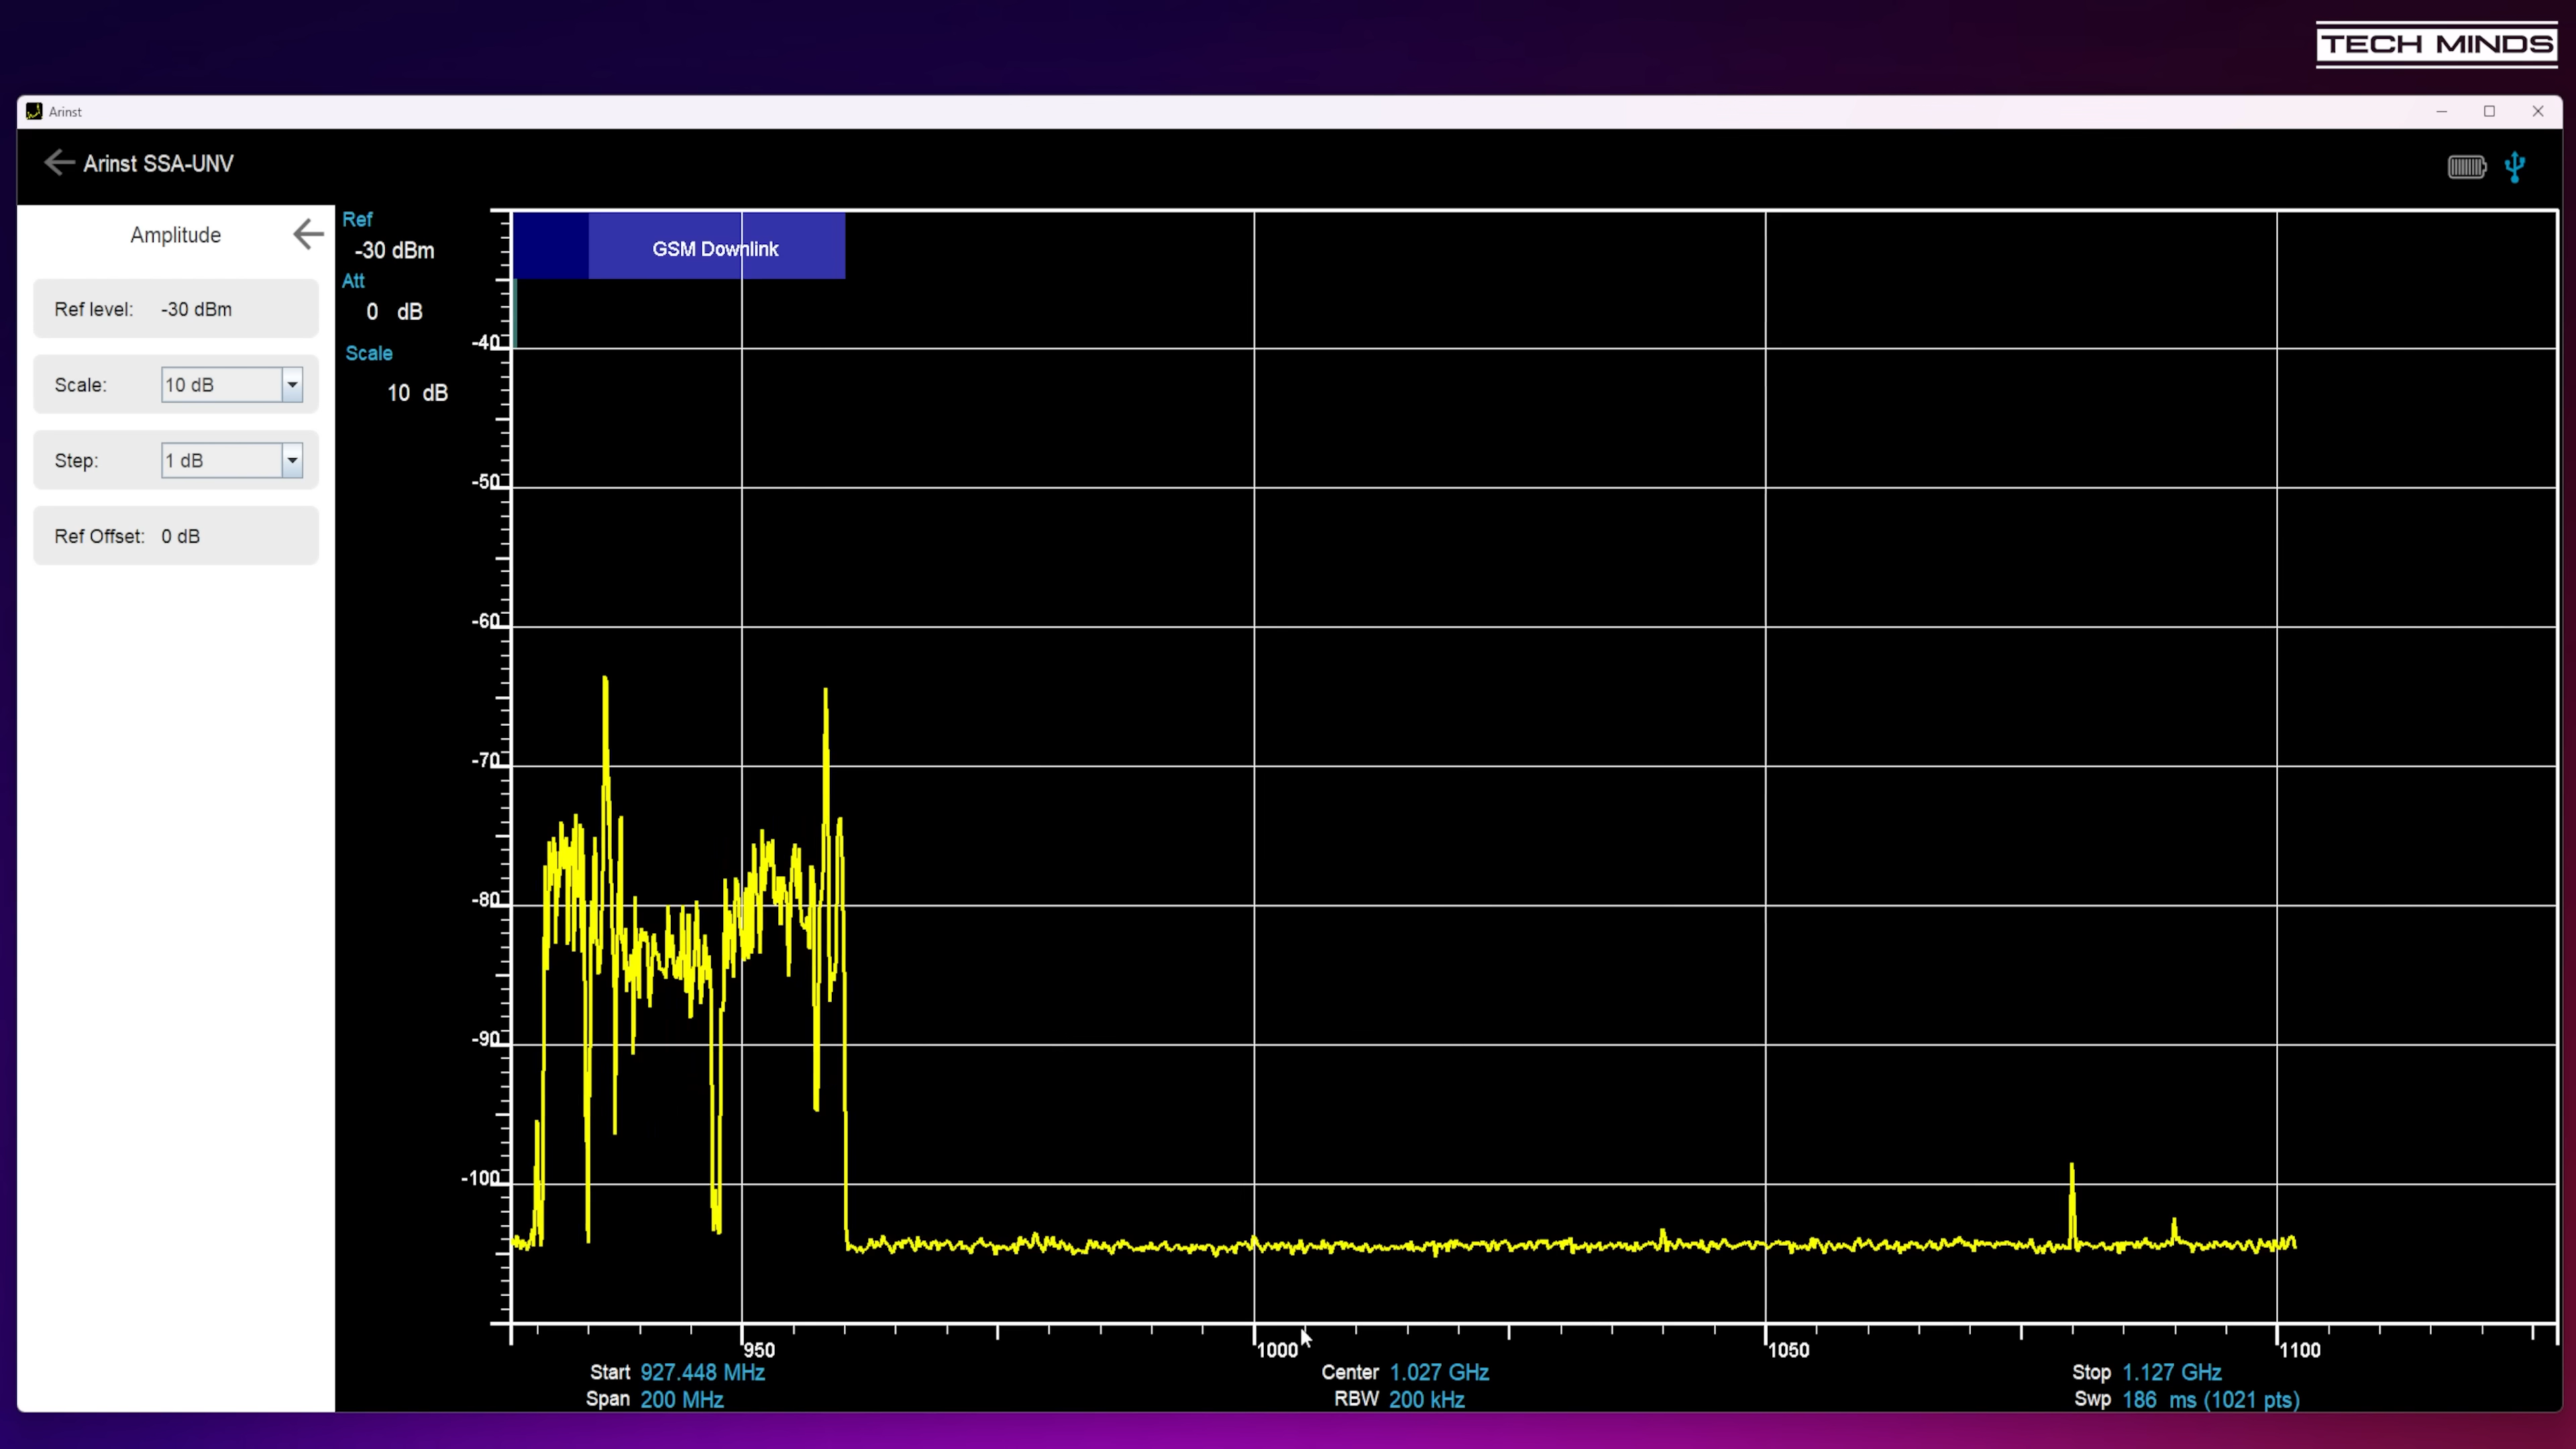 TECH MINDS
Arinst
Arinst SSA-UNV
Amplitude
Ref level: -30 dBm
Scale: 10 dB
Step: 1 dB
Ref Offset: 0 dB
Ref
-30 dBm
Att
0 dB
Scale
10 dB
GSM Downlink
-40
-50
-60
-70
-80
-90
-100
950 1000 1050 1100
Start 927.448 MHz Center 1.027 GHz Stop 1.127 GHz
Span 200 MHz RBW 200 kHz Swp 186 ms (1021 pts)